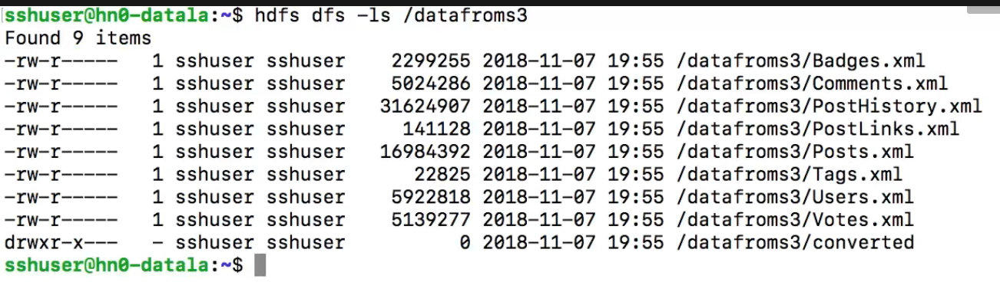 sshuser@hn0-datala:~$ hdfs dfs -ls /datafroms3
Found 9 items
-rw-r-----   1 sshuser sshuser    2299255 2018-11-07 19:55 /datafroms3/Badges.xml
-rw-r-----   1 sshuser sshuser    5024286 2018-11-07 19:55 /datafroms3/Comments.xml
-rw-r-----   1 sshuser sshuser   31624907 2018-11-07 19:55 /datafroms3/PostHistory.xml
-rw-r-----   1 sshuser sshuser     141128 2018-11-07 19:55 /datafroms3/PostLinks.xml
-rw-r-----   1 sshuser sshuser   16984392 2018-11-07 19:55 /datafroms3/Posts.xml
-rw-r-----   1 sshuser sshuser      22825 2018-11-07 19:55 /datafroms3/Tags.xml
-rw-r-----   1 sshuser sshuser    5922818 2018-11-07 19:55 /datafroms3/Users.xml
-rw-r-----   1 sshuser sshuser    5139277 2018-11-07 19:55 /datafroms3/Votes.xml
drwxr-x---   - sshuser sshuser          0 2018-11-07 19:55 /datafroms3/converted
sshuser@hn0-datala:~$